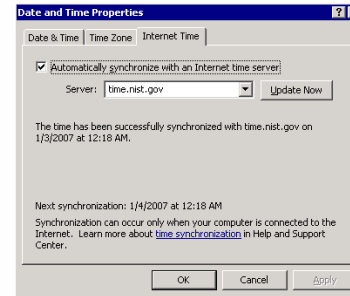 Date and Time Properties
Date & Time Time Zone Internet Time
Automatically synchronize with an Internet time server
Server: time.nist.gov Update Now
The time has been successfully synchronized with time.nist.gov on
1/3/2007 at 12:18 AM.
Next synchronization: 1/4/2007 at 12:18 AM
Synchronization can occur only when your computer is connected to the
Internet. Learn more about time synchronization in Help and Support
Center.
OK Cancel Apply